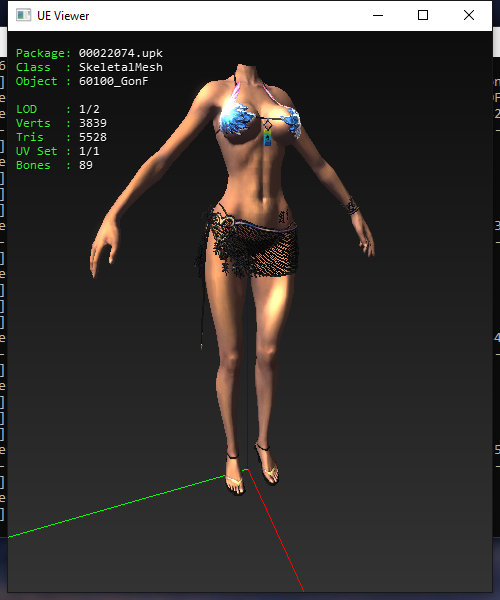 UE Viewer
Package: 00022074.upk
Class : SkeletalMesh
Object : 60100_GonF
LOD : 1/2
Verts : 3839
Tris : 5528
UV Set : 1/1
Bones : 89